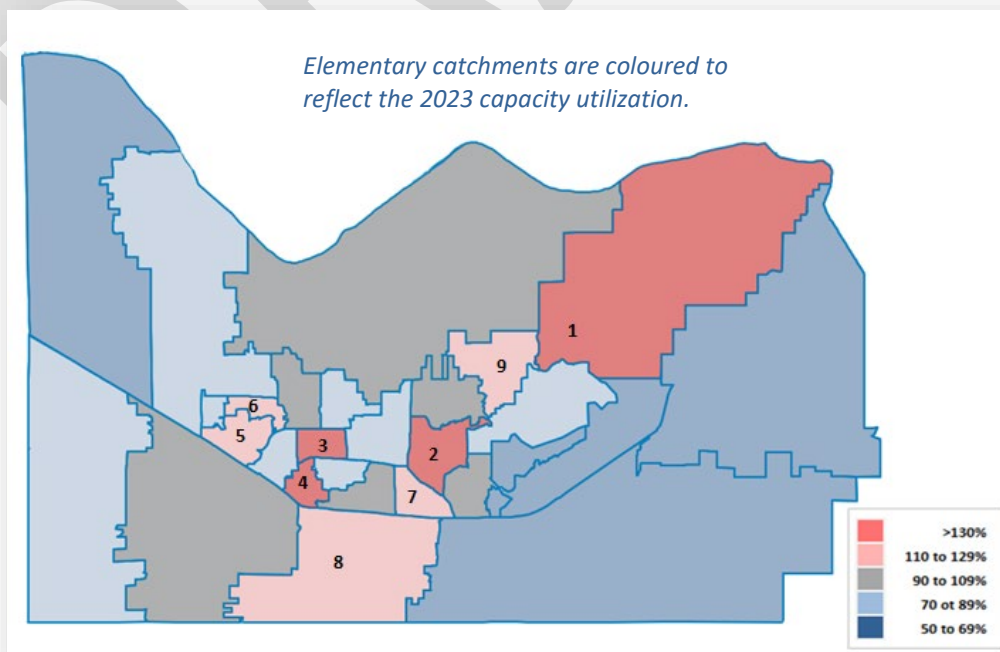 Elementary catchments are coloured to
reflect the 2023 capacity utilization.
1
9
6
5
3
2
4
7
8
>130%
110 to 129%
90 to 109%
70 ot 89%
50 to 69%